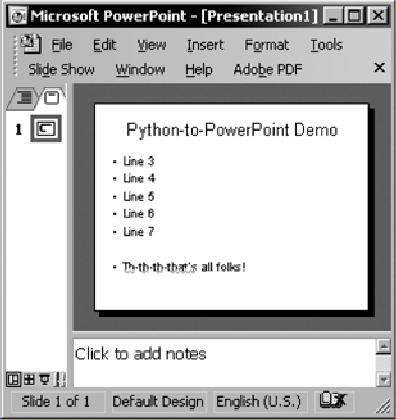 Microsoft PowerPoint - [Presentation1]
File Edit View Insert Format Tools
Slide Show Window Help Adobe PDF
1
Python-to-PowerPoint Demo
• Line 3
• Line 4
• Line 5
• Line 6
• Line 7
• Th-th-th-that's all folks!
Click to add notes
Slide 1 of 1 Default Design English (U.S.)